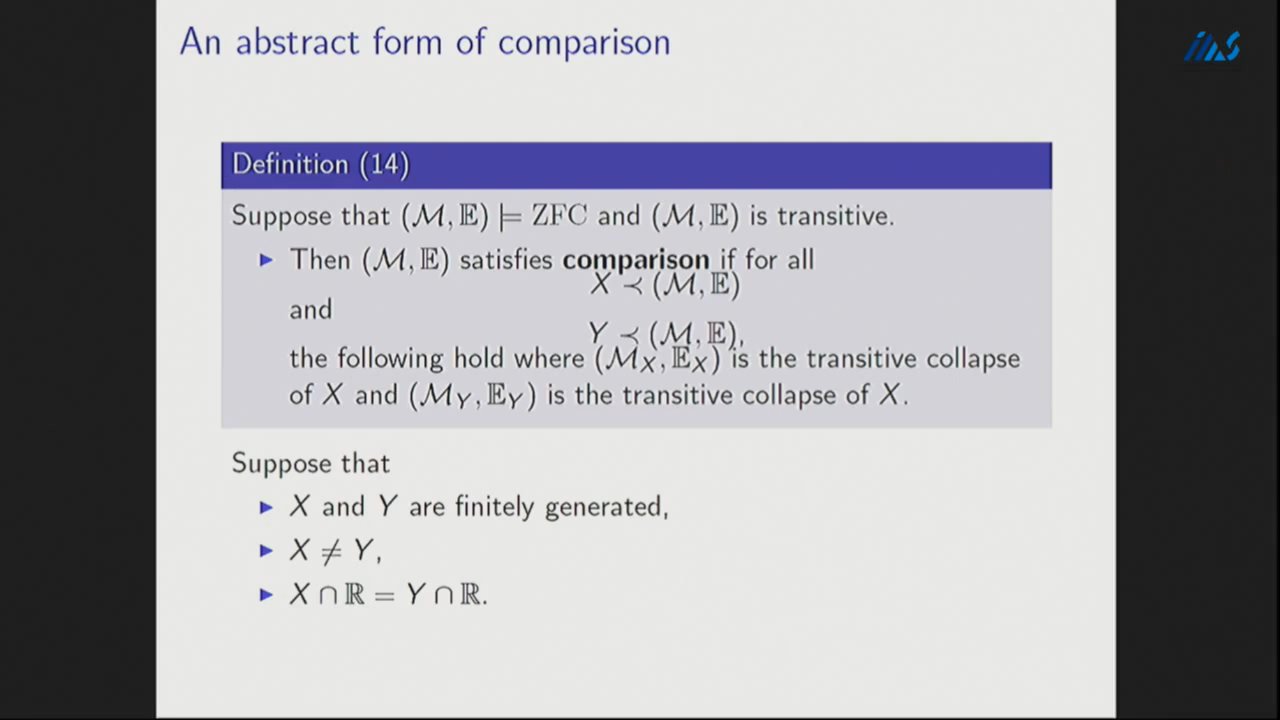 An abstract form of comparison
IMS
Definition (14)
Suppose that (ℳ, 𝔼) ⊨ ZFC and (ℳ, 𝔼) is transitive.
▶ Then (ℳ, 𝔼) satisfies comparison if for all
X ≺ (ℳ, 𝔼)
and
Y ≺ (ℳ, 𝔼),
the following hold where (ℳ_X, 𝔼_X) is the transitive collapse
of X and (ℳ_Y, 𝔼_Y) is the transitive collapse of X.
Suppose that
▶ X and Y are finitely generated,
▶ X ≠ Y,
▶ X ∩ ℝ = Y ∩ ℝ.